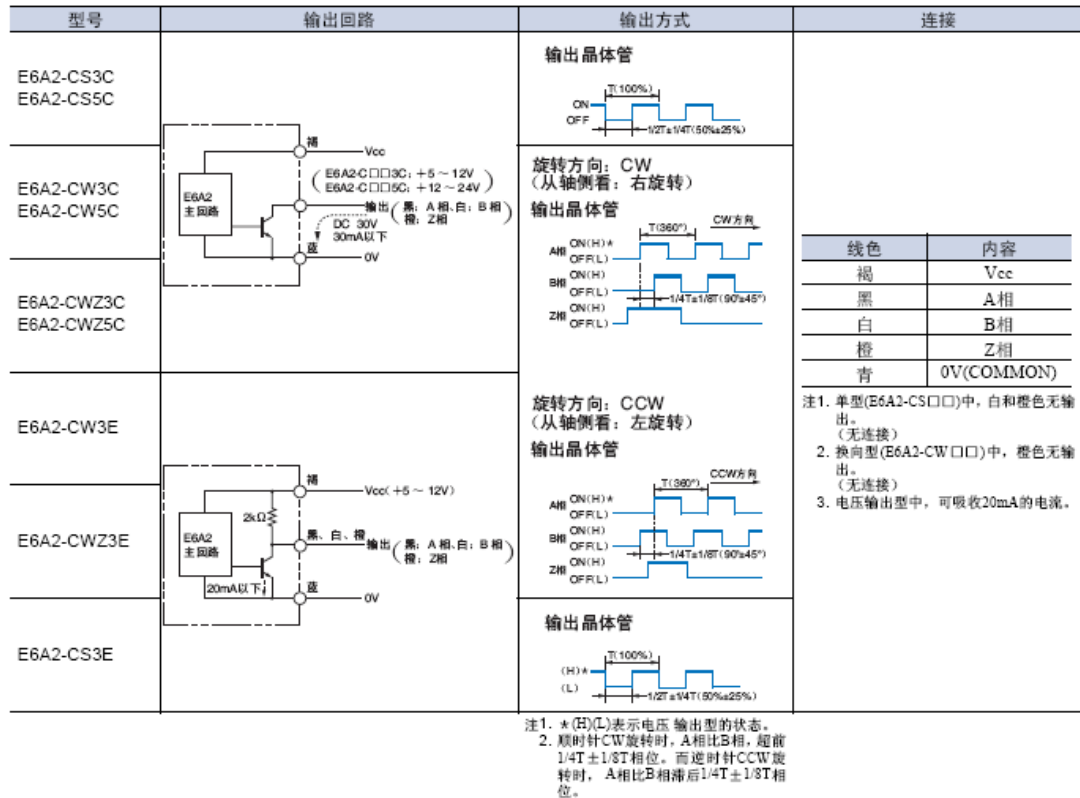 型号 输出回路 输出方式 连接
E6A2-CS3C
E6A2-CS5C
E6A2-CW3C
E6A2-CW5C
E6A2-CWZ3C
E6A2-CWZ5C
E6A2-CW3E
E6A2-CWZ3E
E6A2-CS3E
E6A2
主回路
褐
Vcc
(E6A2-C□□3C: +5～12V
E6A2-C□□5C: +12～24V)
输出(黑: A相、白: B相
橙: Z相)
DC 30V
30mA以下
蓝
0V
E6A2
主回路
褐
Vcc(+5～12V)
2kΩ
黑、白、橙
输出(黑: A相、白: B相
橙: Z相)
20mA以下
蓝
0V
输出晶体管
T(100%)
ON
OFF
1/2T±1/4T(50%±25%)
旋转方向: CW
(从轴侧看: 右旋转)
输出晶体管
T(360°) CW方向
A相 ON(H)*
OFF(L)
B相 ON(H)
OFF(L)
1/4T±1/8T(90°±45°)
Z相 ON(H)
OFF(L)
旋转方向: CCW
(从轴侧看: 左旋转)
输出晶体管
T(360°) CCW方向
A相 ON(H)*
OFF(L)
B相 ON(H)
OFF(L)
1/4T±1/8T(90°±45°)
Z相 ON(H)
OFF(L)
输出晶体管
T(100%)
(H)*
(L)
1/2T±1/4T(50%±25%)
注1. *(H)(L)表示电压 输出型的状态。
2. 顺时针CW旋转时, A相比B相, 超前
1/4T±1/8T相位。而逆时针CCW旋
转时, A相比B相滞后1/4T±1/8T相
位。
线色 内容
褐 Vcc
黑 A相
白 B相
橙 Z相
青 0V(COMMON)
注1. 单型(E6A2-CS□□)中, 白和橙色无输
出。
(无连接)
2. 换向型(E6A2-CW□□)中, 橙色无输
出。
(无连接)
3. 电压输出型中, 可吸收20mA的电流。